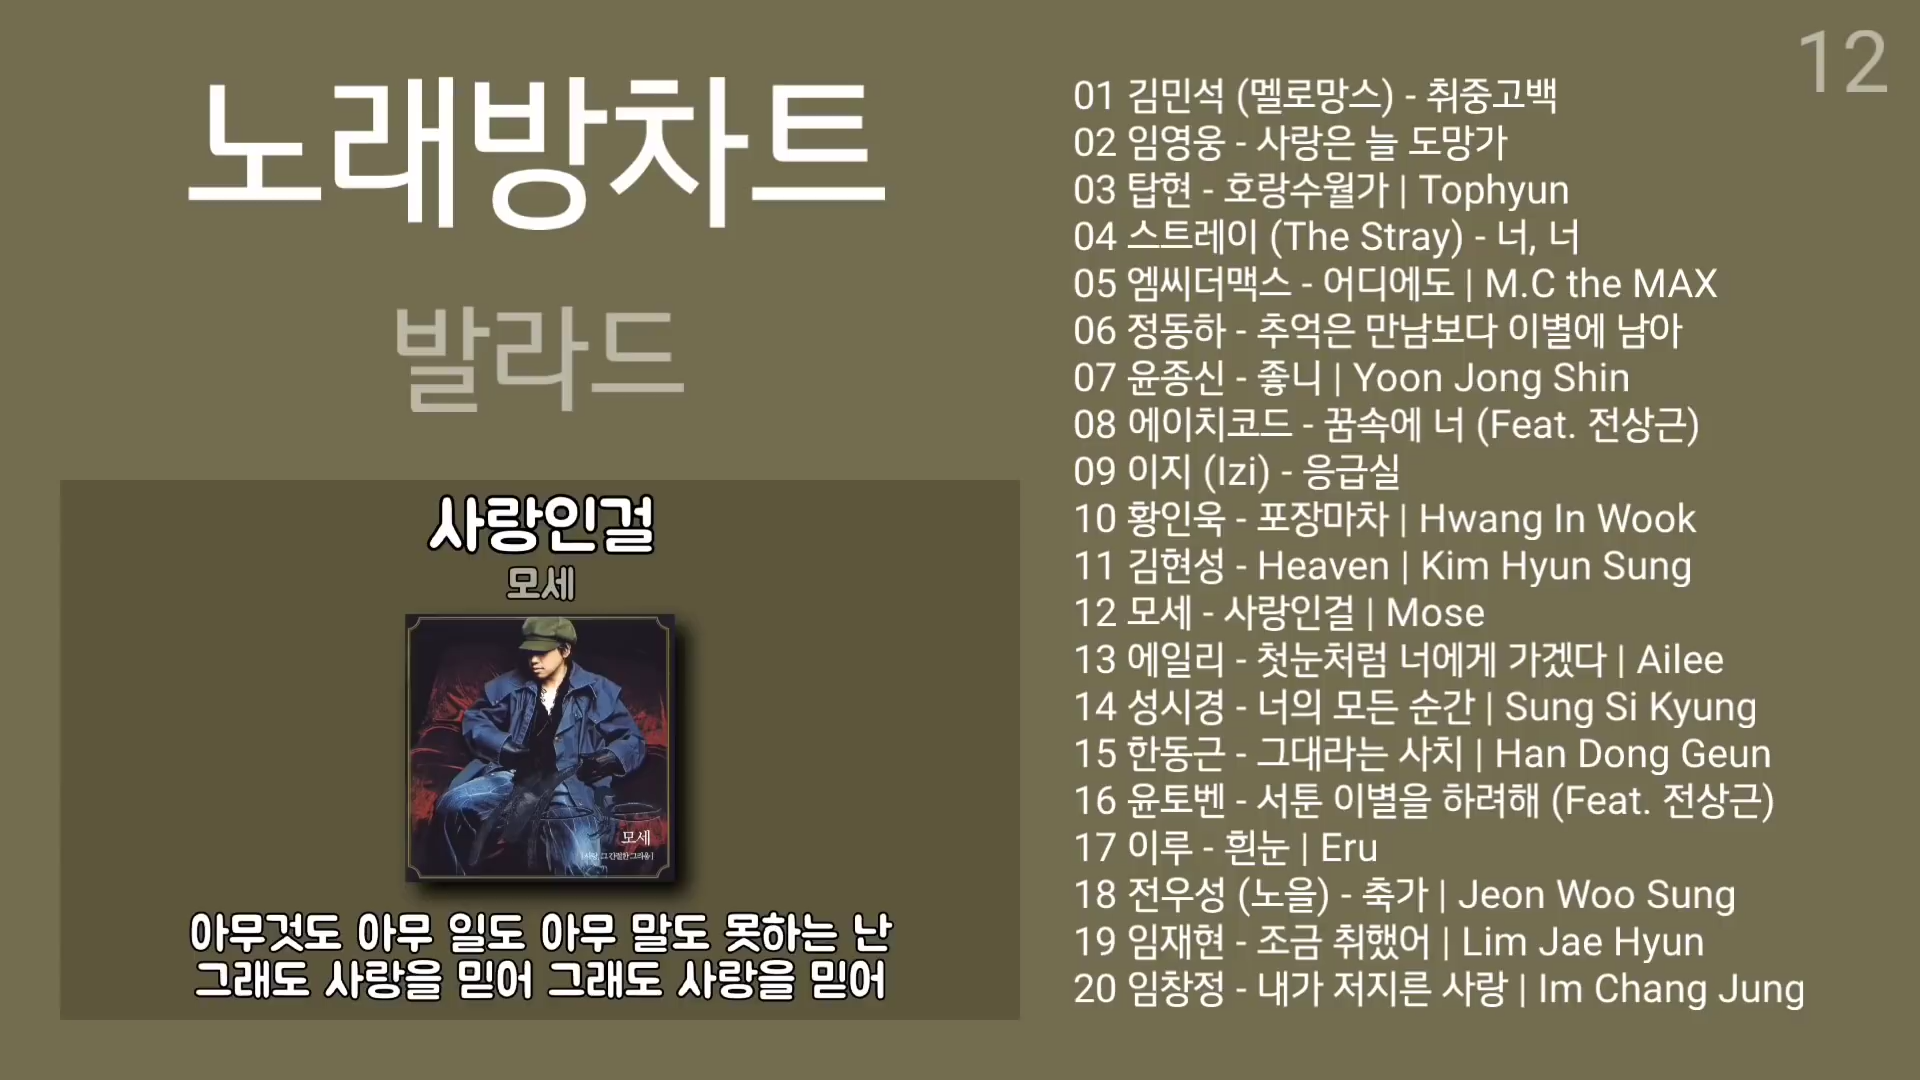 노래방차트
발라드
사랑인걸
모세
모세
아무것도 아무 일도 아무 말도 못하는 난
그래도 사랑을 믿어 그래도 사랑을 믿어
12
01 김민석 (멜로망스) - 취중고백
02 임영웅 - 사랑은 늘 도망가
03 탑현 - 호랑수월가 | Tophyun
04 스트레이 (The Stray) - 너, 너
05 엠씨더맥스 - 어디에도 | M.C the MAX
06 정동하 - 추억은 만남보다 이별에 남아
07 윤종신 - 좋니 | Yoon Jong Shin
08 에이치코드 - 꿈속에 너 (Feat. 전상근)
09 이지 (Izi) - 응급실
10 황인욱 - 포장마차 | Hwang In Wook
11 김현성 - Heaven | Kim Hyun Sung
12 모세 - 사랑인걸 | Mose
13 에일리 - 첫눈처럼 너에게 가겠다 | Ailee
14 성시경 - 너의 모든 순간 | Sung Si Kyung
15 한동근 - 그대라는 사치 | Han Dong Geun
16 윤토벤 - 서툰 이별을 하려해 (Feat. 전상근)
17 이루 - 흰눈 | Eru
18 전우성 (노을) - 축가 | Jeon Woo Sung
19 임재현 - 조금 취했어 | Lim Jae Hyun
20 임창정 - 내가 저지른 사랑 | Im Chang Jung